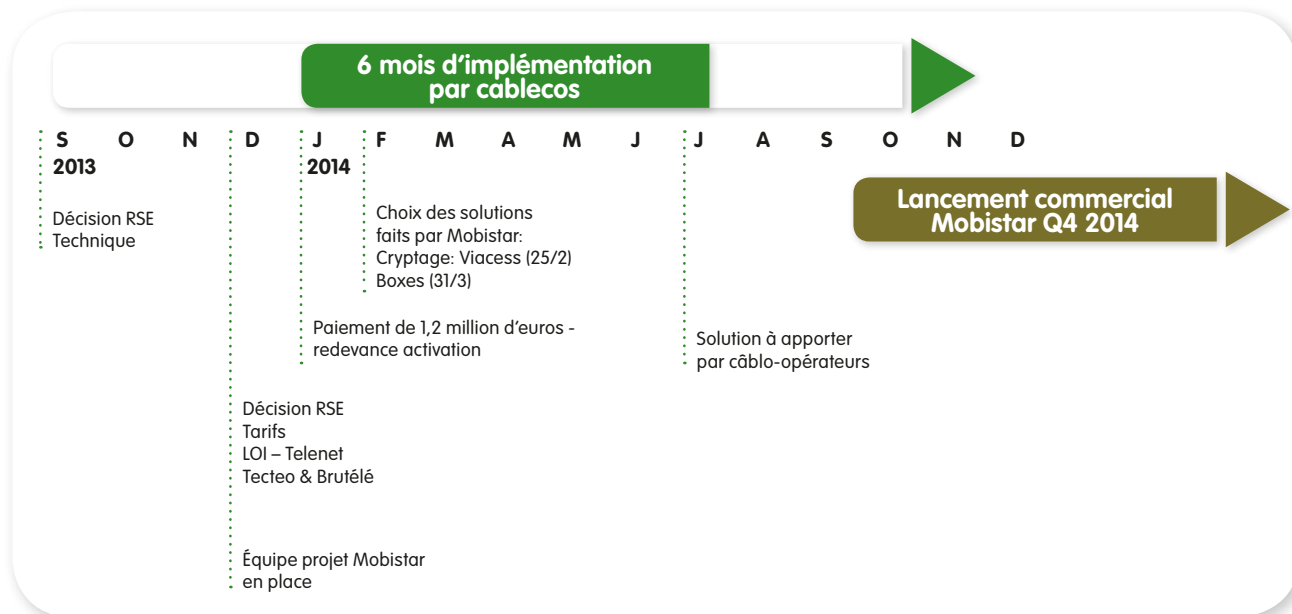 6 mois d'implémentation
par cablecos
S O N D J F M A M J J A S O N D
2013 2014
Lancement commercial
Mobistar Q4 2014
Décision RSE
Technique
Choix des solutions
faits par Mobistar:
Cryptage: Viacess (25/2)
Boxes (31/3)
Paiement de 1,2 million d'euros -
redevance activation
Solution à apporter
par câblo-opérateurs
Décision RSE
Tarifs
LOI – Telenet
Tecteo & Brutélé
Équipe projet Mobistar
en place